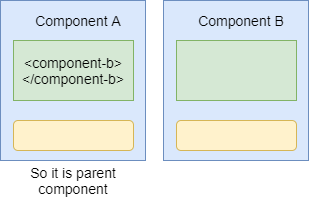 Component A
Component B
<component-b>
</component-b>
So it is parent
component